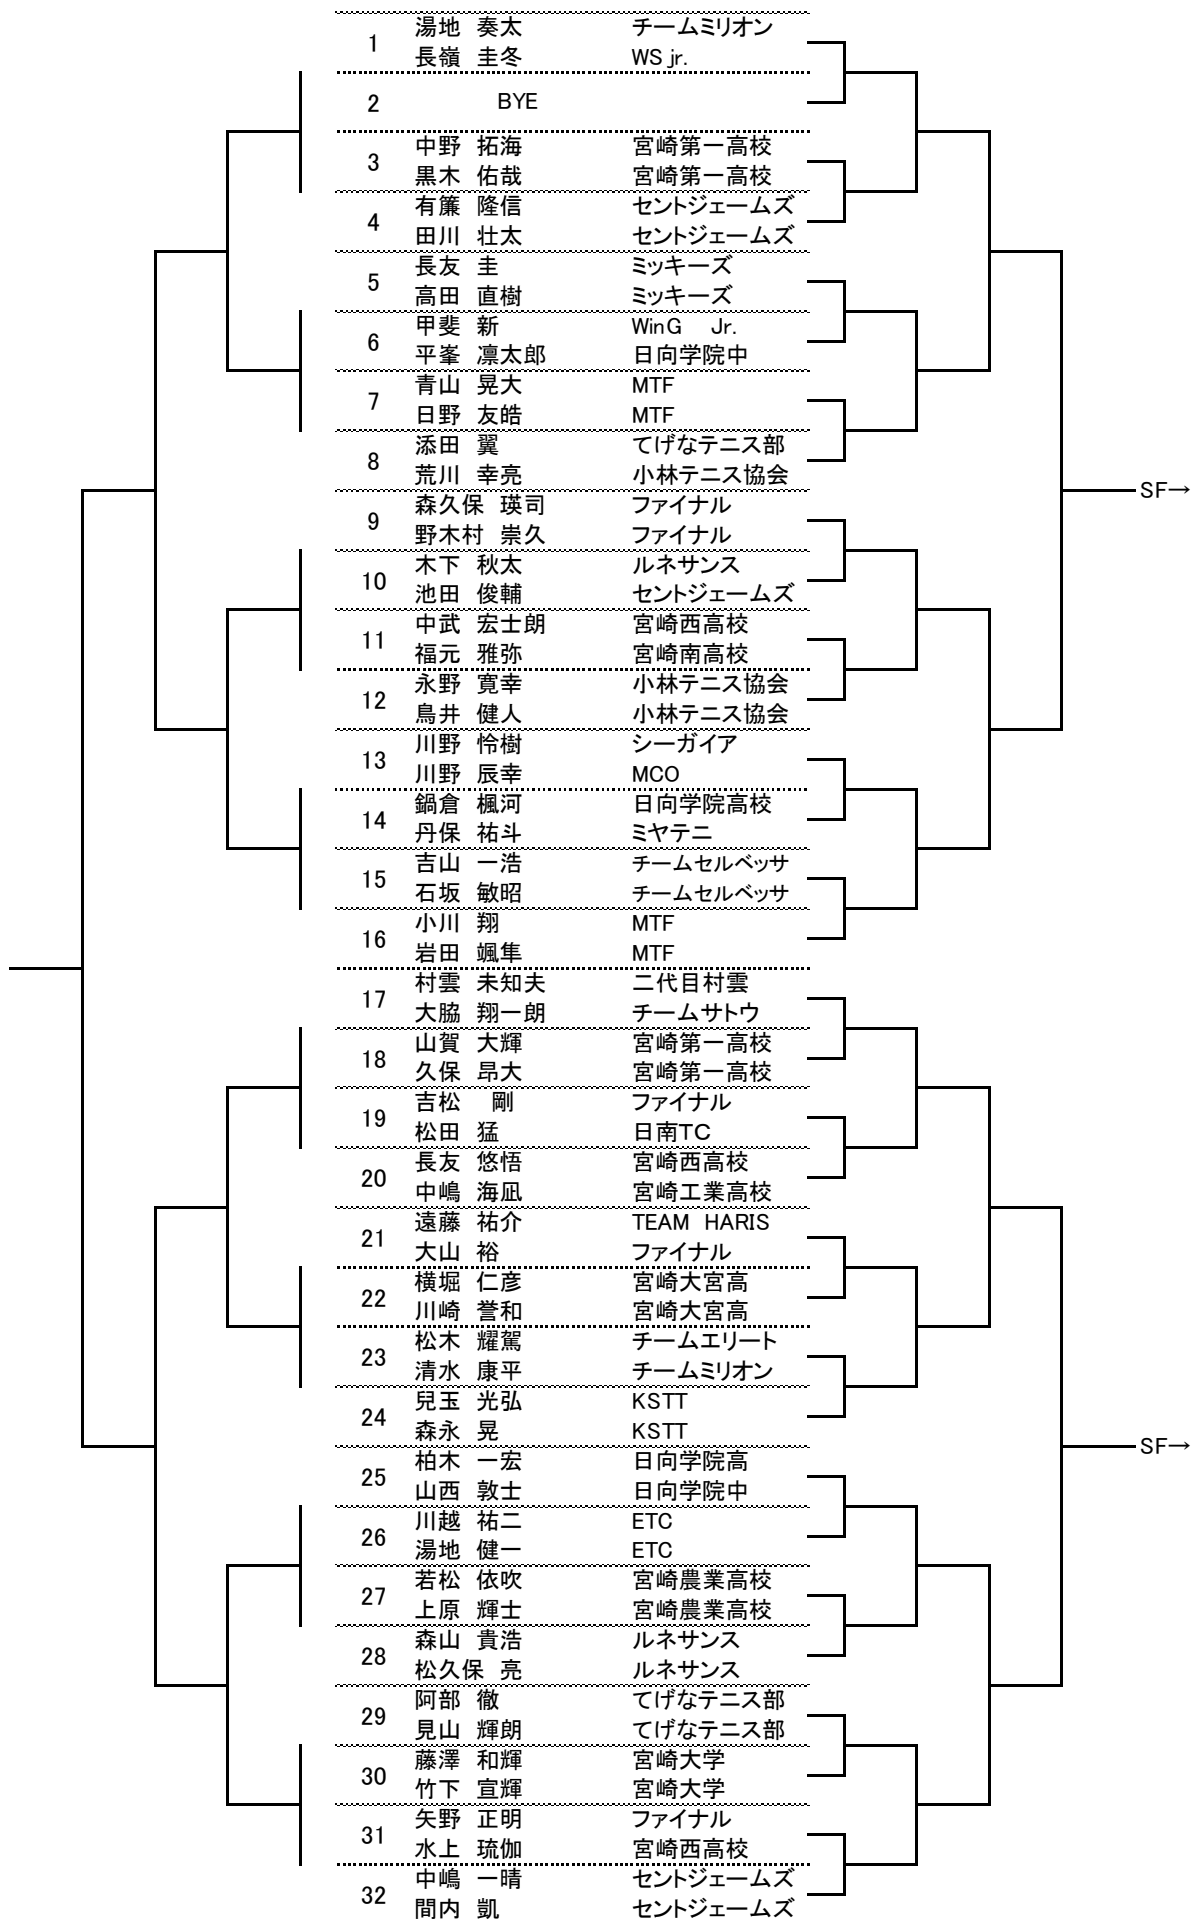 湯地 奏太 チームミリオン
1
長嶺 圭冬 WS jr.
2 BYE
中野 拓海 宮崎第一高校
3
黒木 佑哉 宮崎第一高校
有簾 隆信 セントジェームズ
4
田川 壮太 セントジェームズ
長友 圭 ミッキーズ
5
高田 直樹 ミッキーズ
甲斐 新 WinG Jr.
6
平峯 凛太郎 日向学院中
青山 晃大 MTF
7
日野 友皓 MTF
添田 翼 てげなテニス部
8
荒川 幸亮 小林テニス協会
SF→
森久保 瑛司 ファイナル
9
野木村 崇久 ファイナル
木下 秋太 ルネサンス
10
池田 俊輔 セントジェームズ
中武 宏士朗 宮崎西高校
11
福元 雅弥 宮崎南高校
永野 寛幸 小林テニス協会
12
鳥井 健人 小林テニス協会
川野 怜樹 シーガイア
13
川野 辰幸 MCO
鍋倉 楓河 日向学院高校
14
丹保 祐斗 ミヤテニ
吉山 一浩 チームセルベッサ
15
石坂 敏昭 チームセルベッサ
小川 翔 MTF
16
岩田 颯隼 MTF
村雲 未知夫 二代目村雲
17
大脇 翔一朗 チームサトウ
山賀 大輝 宮崎第一高校
18
久保 昂大 宮崎第一高校
吉松 剛 ファイナル
19
松田 猛 日南TC
長友 悠悟 宮崎西高校
20
中嶋 海凪 宮崎工業高校
遠藤 祐介 TEAM HARIS
21
大山 裕 ファイナル
横堀 仁彦 宮崎大宮高
22
川崎 誉和 宮崎大宮高
松木 耀駕 チームエリート
23
清水 康平 チームミリオン
兒玉 光弘 KSTT
24
森永 晃 KSTT
SF→
柏木 一宏 日向学院高
25
山西 敦士 日向学院中
川越 祐二 ETC
26
湯地 健一 ETC
若松 依吹 宮崎農業高校
27
上原 輝士 宮崎農業高校
森山 貴浩 ルネサンス
28
松久保 亮 ルネサンス
阿部 徹 てげなテニス部
29
見山 輝朗 てげなテニス部
藤澤 和輝 宮崎大学
30
竹下 宣輝 宮崎大学
矢野 正明 ファイナル
31
水上 琉伽 宮崎西高校
中嶋 一晴 セントジェームズ
32
間内 凱 セントジェームズ